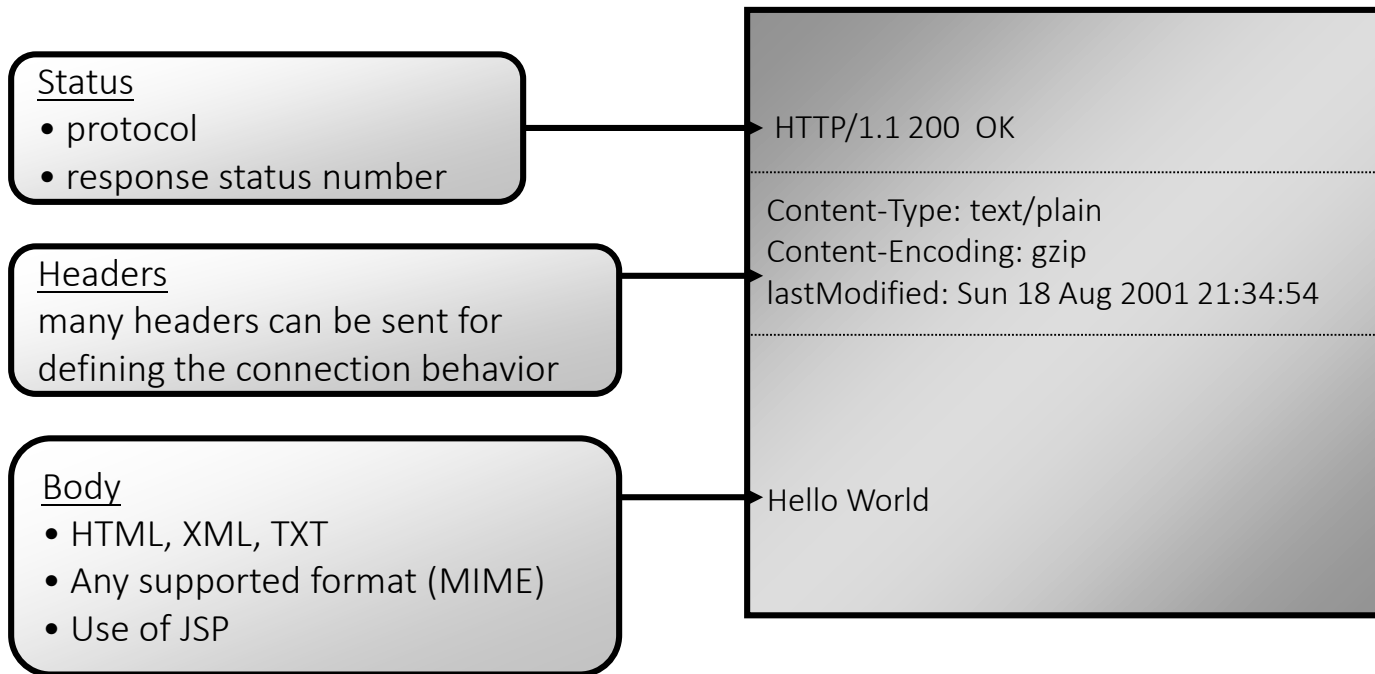 Status
• protocol
• response status number
HTTP/1.1 200 OK
Headers
many headers can be sent for
defining the connection behavior
Content-Type: text/plain
Content-Encoding: gzip
lastModified: Sun 18 Aug 2001 21:34:54
Body
• HTML, XML, TXT
• Any supported format (MIME)
• Use of JSP
Hello World